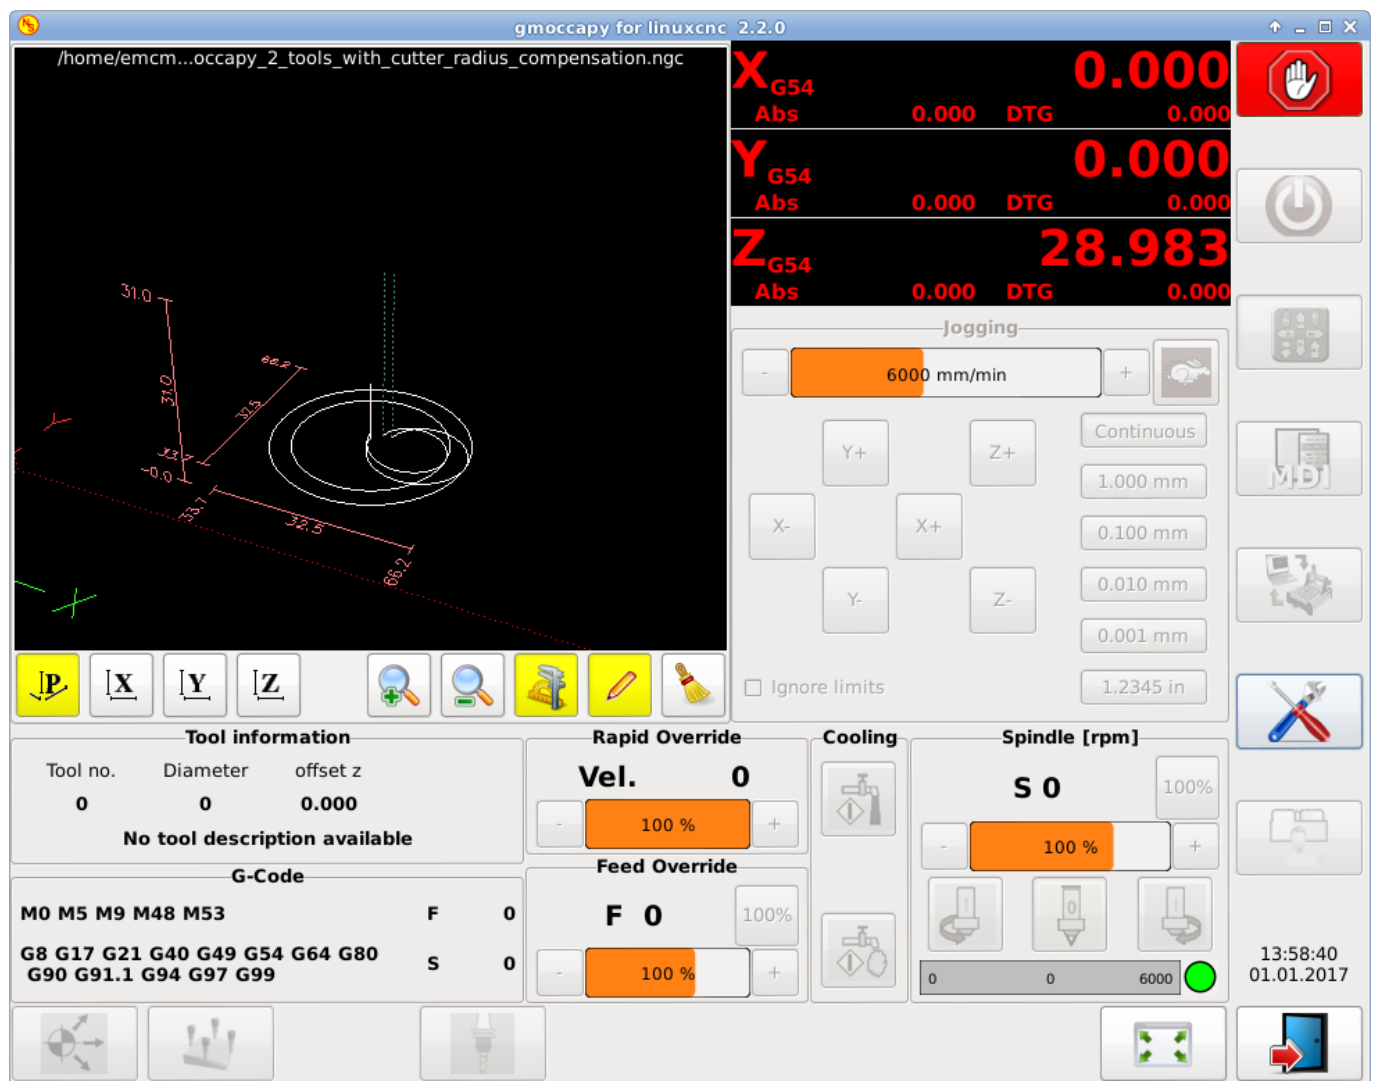 gmoccapy for linuxcnc 2.2.0
/home/emcm...occapy_2_tools_with_cutter_radius_compensation.ngc
31.0
31.0
-0.0
66.2
32.5
33.7
33.7
32.5
66.2
Y
X
X G54 0.000
Abs 0.000 DTG 0.000
Y G54 0.000
Abs 0.000 DTG 0.000
Z G54 28.983
Abs 0.000 DTG 0.000
Jogging
- 6000 mm/min +
Y+ Z+
X- X+
Y- Z-
Continuous
1.000 mm
0.100 mm
0.010 mm
0.001 mm
Ignore limits
1.2345 in
MDI
P X Y Z
Tool information
Tool no. Diameter offset z
0 0 0.000
No tool description available
G-Code
M0 M5 M9 M48 M53 F 0
G8 G17 G21 G40 G49 G54 G64 G80
G90 G91.1 G94 G97 G99
S 0
Rapid Override
Vel. 0
- 100 % +
Feed Override
F 0 100%
- 100 % +
Cooling
Spindle [rpm]
S 0 100%
- 100 % +
I 0 I
0 0 6000
13:58:40
01.01.2017